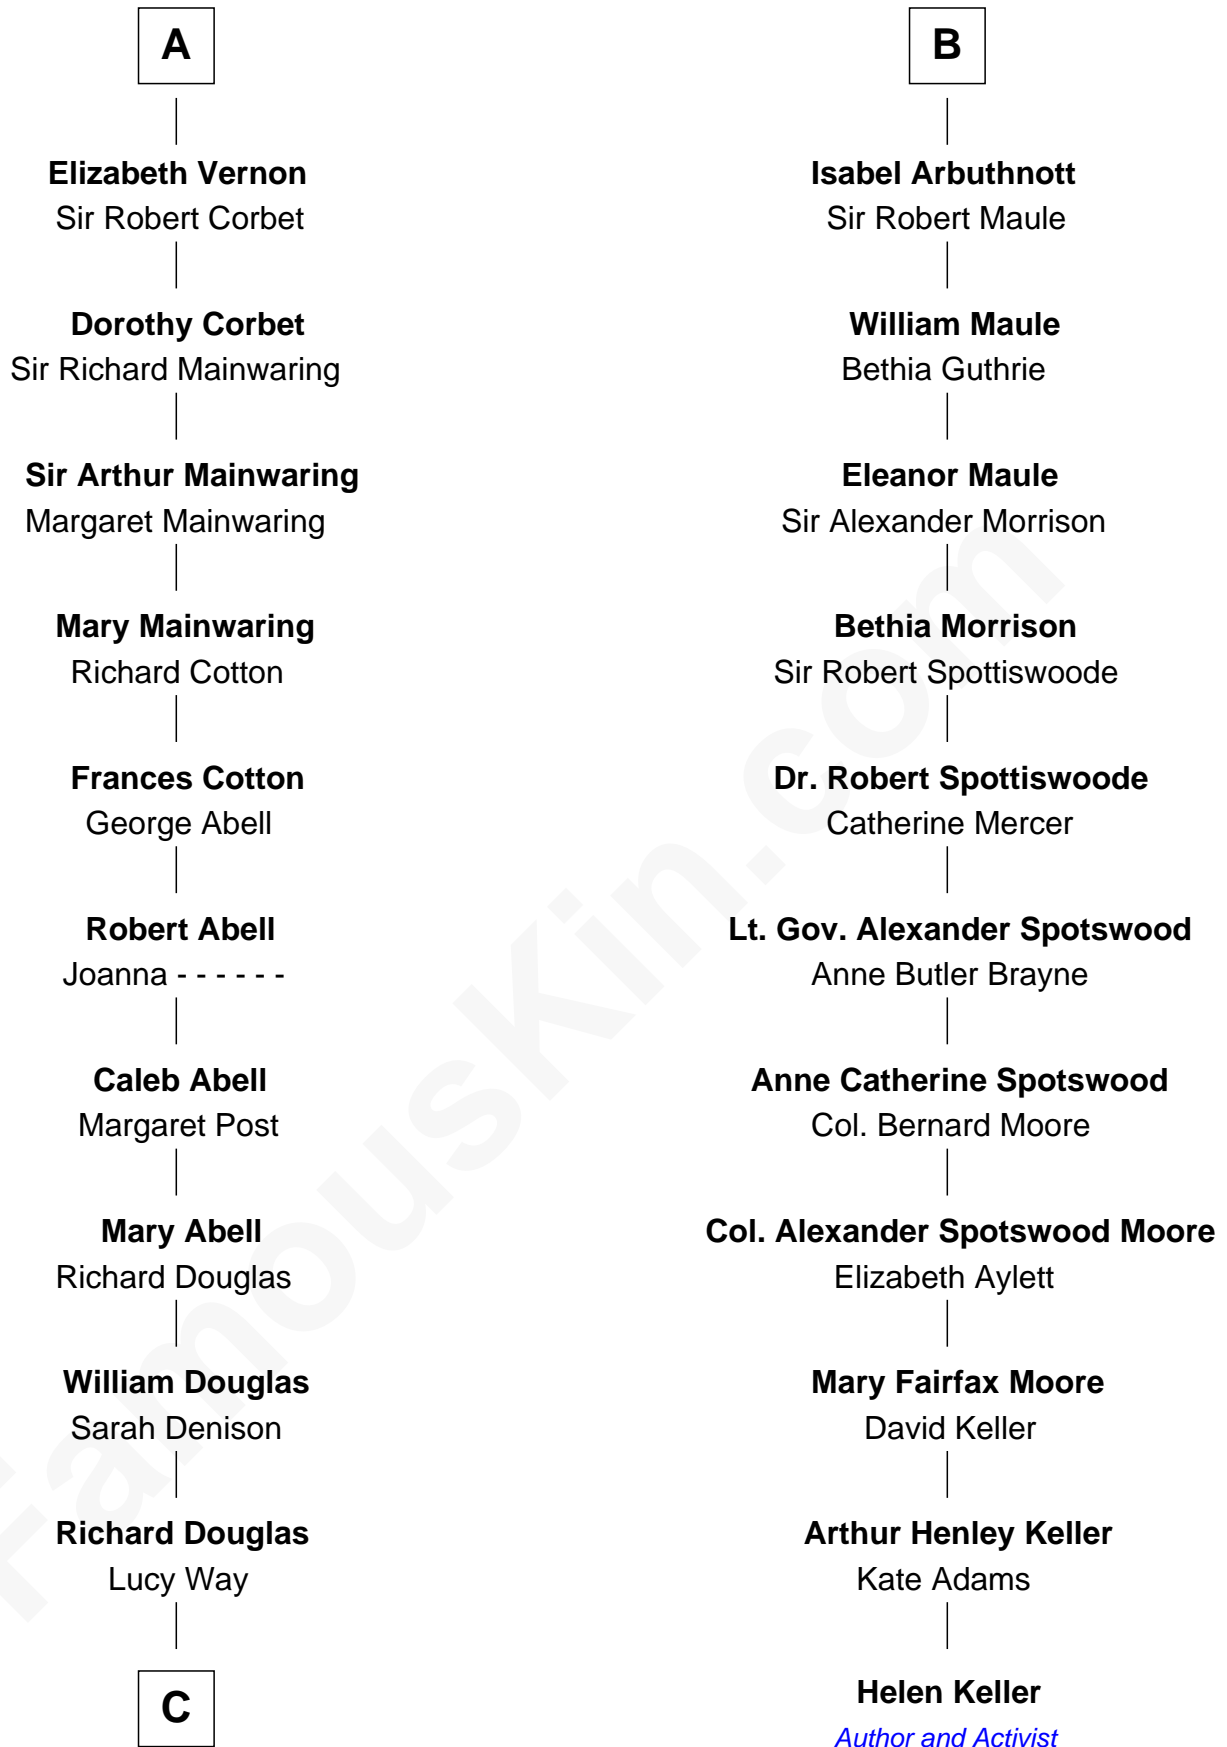 A
Elizabeth Vernon
Sir Robert Corbet
Dorothy Corbet
Sir Richard Mainwaring
Sir Arthur Mainwaring
Margaret Mainwaring
Mary Mainwaring
Richard Cotton
Frances Cotton
George Abell
Robert Abell
Joanna - - - - - -
Caleb Abell
Margaret Post
Mary Abell
Richard Douglas
William Douglas
Sarah Denison
Richard Douglas
Lucy Way
C
B
Isabel Arbuthnott
Sir Robert Maule
William Maule
Bethia Guthrie
Eleanor Maule
Sir Alexander Morrison
Bethia Morrison
Sir Robert Spottiswoode
Dr. Robert Spottiswoode
Catherine Mercer
Lt. Gov. Alexander Spotswood
Anne Butler Brayne
Anne Catherine Spotswood
Col. Bernard Moore
Col. Alexander Spotswood Moore
Elizabeth Aylett
Mary Fairfax Moore
David Keller
Arthur Henley Keller
Kate Adams
Helen Keller
Author and Activist
FamousKin.com